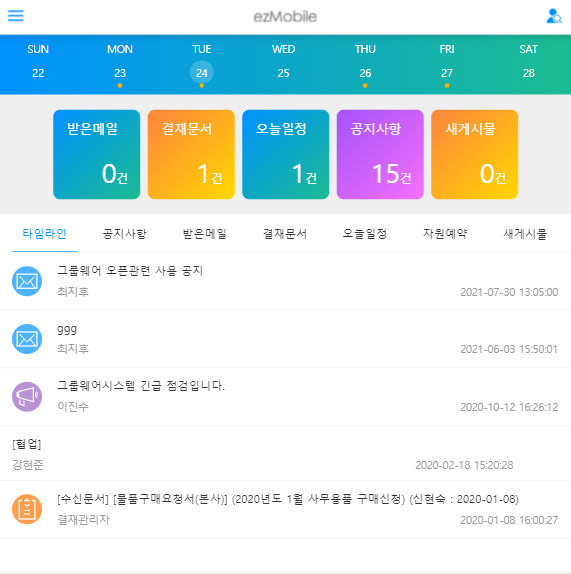 ezMobile
SUN MON TUE WED THU FRI SAT
22 23 24 25 26 27 28
받은메일 결재문서 오늘일정 공지사항 새게시물
0건 1건 1건 15건 0건
타임라인 공지사항 받은메일 결재문서 오늘일정 자원예약 새게시물
그룹웨어 오픈관련 사용 공지
최지후 2021-07-30 13:05:00
ggg
최지후 2021-06-03 15:50:01
그룹웨어시스템 긴급 점검입니다.
이진수 2020-10-12 16:26:12
[협업]
강현준 2020-02-18 15:20:28
[수신문서] [물품구매요청서(본사)] (2020년도 1월 사무용품 구매신청) (신현숙 : 2020-01-08)
결재관리자 2020-01-08 16:00:27